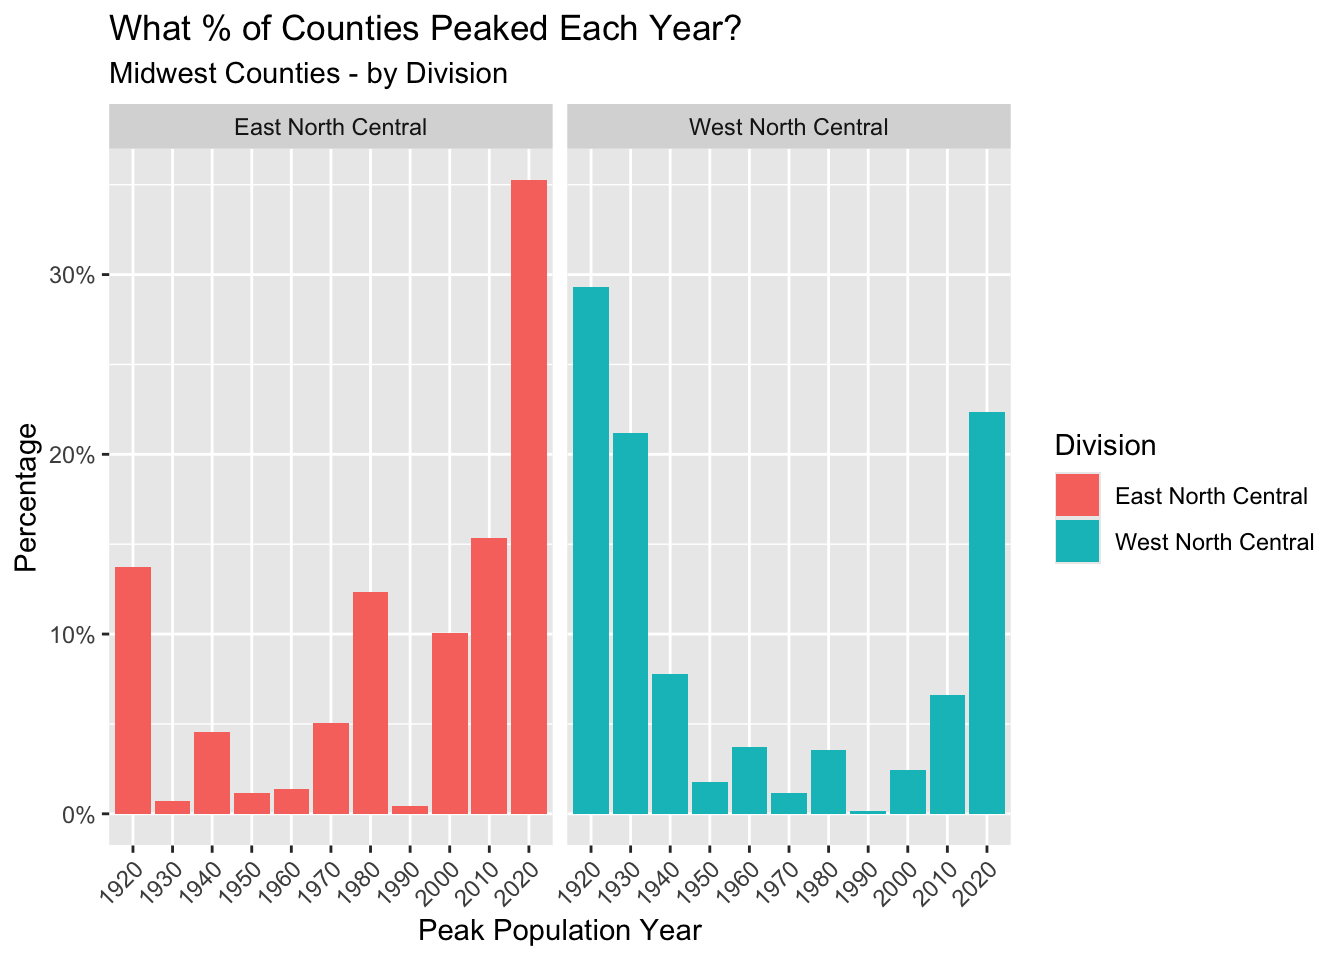 What % of Counties Peaked Each Year?
Midwest Counties - by Division
East North Central
West North Central
Percentage
30%
20%
10%
0%
1920 1930 1940 1950 1960 1970 1980 1990 2000 2010 2020
1920 1930 1940 1950 1960 1970 1980 1990 2000 2010 2020
Peak Population Year
Division
East North Central
West North Central